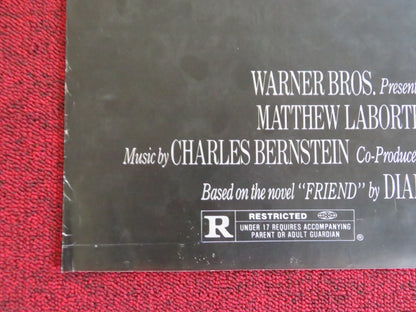 WARNER BROS. Present
MATTHEW LABORT
Music by CHARLES BERNSTEIN Co-Produce
Based on the novel "FRIEND" by DIA
R RESTRICTED
UNDER 17 REQUIRES ACCOMPANYING
PARENT OR ADULT GUARDIAN ®